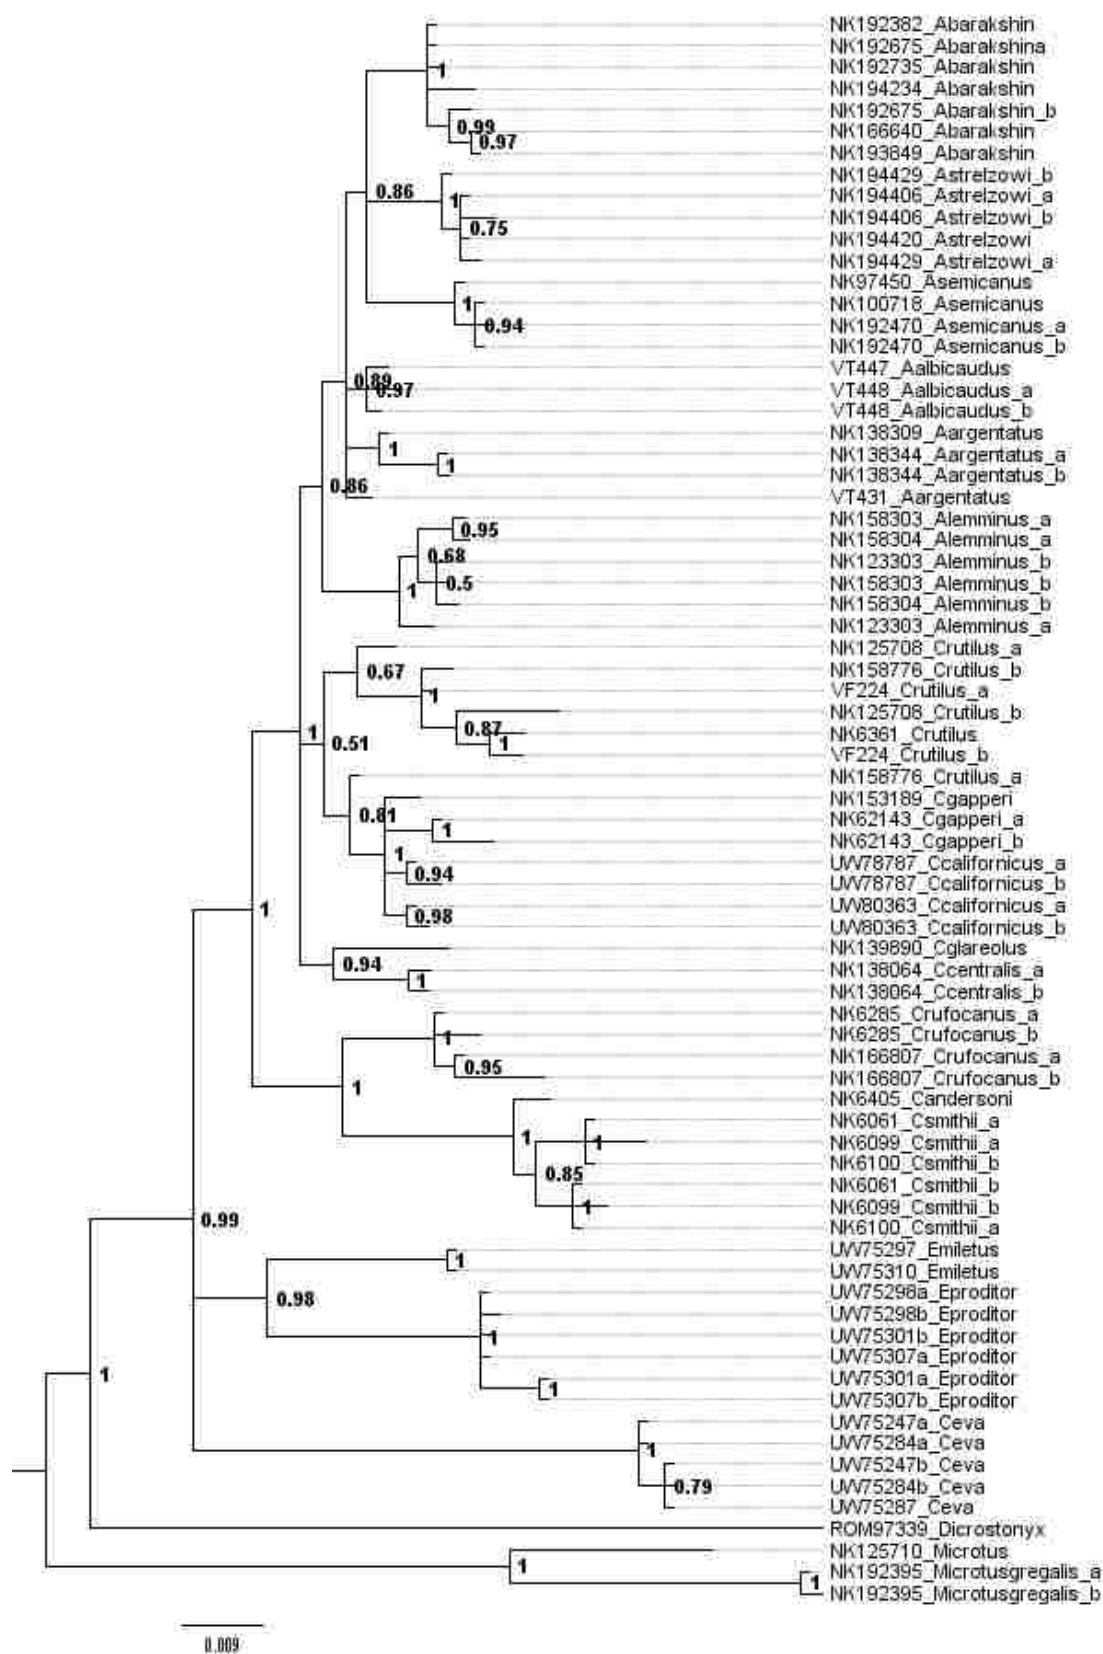 NK192382_Abarakshin
NK192675_Abarakshina
1 NK192735_Abarakshin
NK194234_Abarakshin
NK192675_Abarakshin_b
0.99 NK166640_Abarakshin
0.97 NK193849_Abarakshin
NK194429_Astrelzowi_b
0.86 1 NK194406_Astrelzowi_a
NK194406_Astrelzowi_b
0.75 NK194420_Astrelzowi
NK194429_Astrelzowi_a
NK97450_Asemicanus
1 NK100718_Asemicanus
0.94 NK192470_Asemicanus_a
NK192470_Asemicanus_b
VT447_Aalbicaudus
0.89 0.97 VT448_Aalbicaudus_a
VT448_Aalbicaudus_b
NK138309_Aargentatus
1 NK138344_Aargentatus_a
1 NK138344_Aargentatus_b
0.86 VT431_Aargentatus
NK158303_Alemminus_a
0.95 NK158304_Alemminus_a
0.68 NK123303_Alemminus_b
1 0.5 NK158303_Alemminus_b
NK158304_Alemminus_b
NK123303_Alemminus_a
NK125708_Crutilus_a
0.67 NK158776_Crutilus_b
1 VF224_Crutilus_a
NK125708_Crutilus_b
1 0.87 NK6361_Crutilus
0.51 1 VF224_Crutilus_b
NK158776_Crutilus_a
NK153189_Cgapperi
0.81 NK62143_Cgapperi_a
1 NK62143_Cgapperi_b
1 UW78787_Ccalifornicus_a
0.94 UW78787_Ccalifornicus_b
1 UW80363_Ccalifornicus_a
0.98 UW80363_Ccalifornicus_b
NK139890_Cglareolus
0.94 NK138064_Ccentralis_a
1 NK138064_Ccentralis_b
NK6285_Crufocanus_a
1 NK6285_Crufocanus_b
NK166807_Crufocanus_a
0.95 NK166807_Crufocanus_b
1 NK6405_Candersoni
NK6061_Csmithii_a
1 1 NK6099_Csmithii_a
NK6100_Csmithii_b
0.85 NK6061_Csmithii_b
1 NK6099_Csmithii_b
0.99 NK6100_Csmithii_a
UW75297_Emiletus
1 UW75310_Emiletus
0.98 UW75298a_Eproditor
UW75298b_Eproditor
1 UW75301b_Eproditor
UW75307a_Eproditor
1 UW75301a_Eproditor
1 UW75307b_Eproditor
UW75247a_Ceva
1 UW75284a_Ceva
UW75247b_Ceva
0.79 UW75284b_Ceva
UW75287_Ceva
ROM97339_Dicrostonyx
NK125710_Microtus
1 NK192395_Microtusgregalis_a
1 NK192395_Microtusgregalis_b
0.009